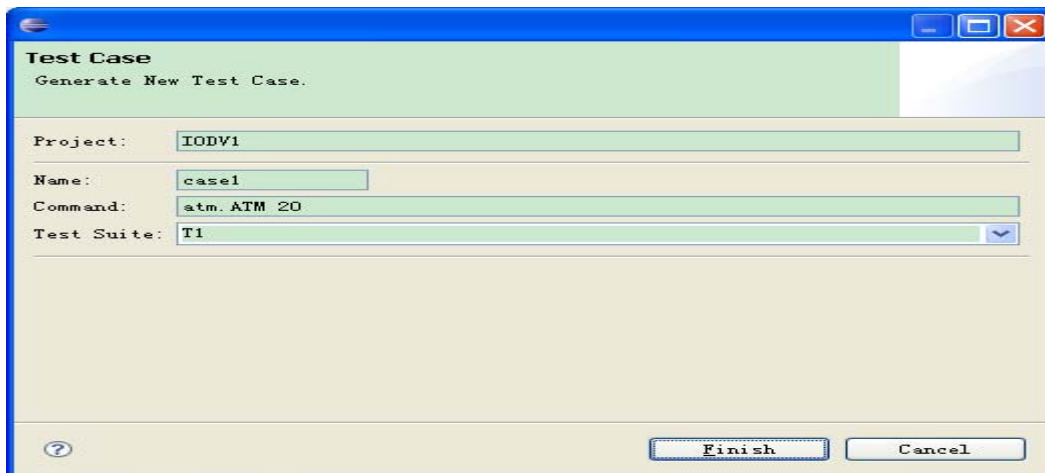 Test Case
Generate New Test Case.
Project: IODV1
Name: case1
Command: atm.ATM 20
Test Suite: T1
Finish Cancel